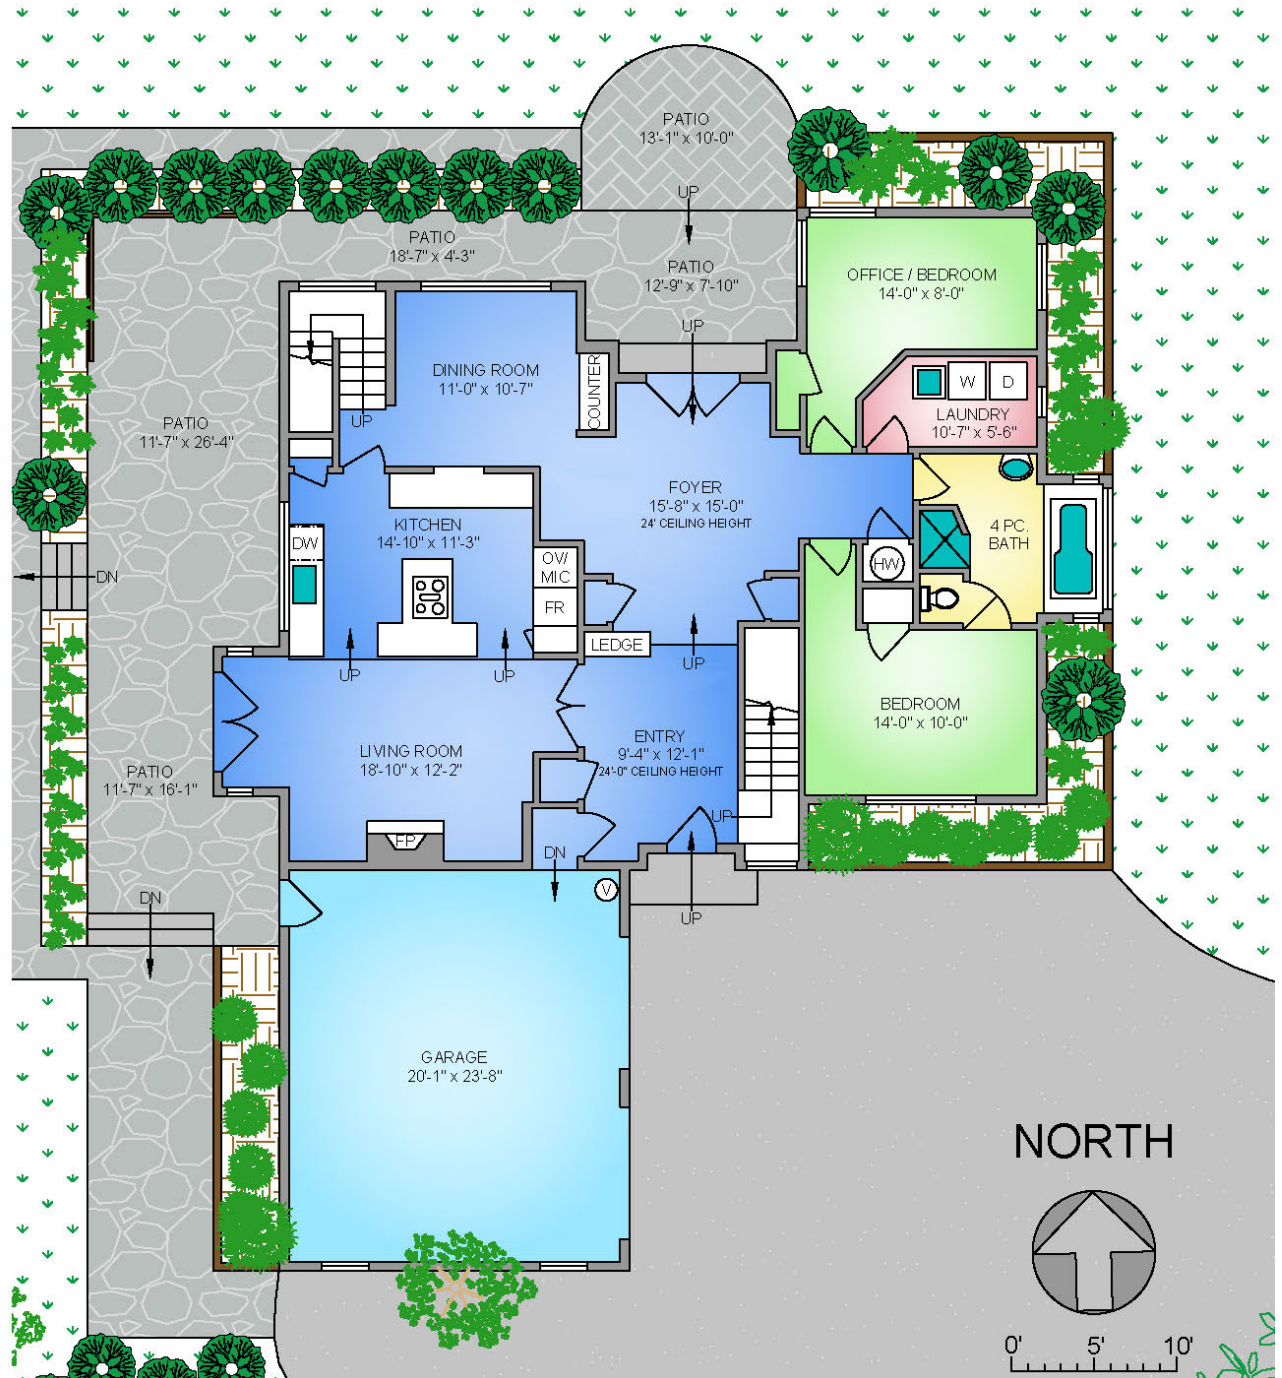 PATIO
13'-1" x 10'-0"
UP
PATIO
18'-7" x 4'-3"
PATIO
12'-9" x 7'-10"
OFFICE / BEDROOM
14'-0" x 8'-0"
UP
DINING ROOM
11'-0" x 10'-7"
COUNTER
W
D
LAUNDRY
10'-7" x 5'-6"
PATIO
11'-7" x 26'-4"
UP
FOYER
15'-8" x 15'-0"
24' CEILING HEIGHT
KITCHEN
14'-10" x 11'-3"
4 PC.
BATH
DW
OV/
MIC
HW
DN
FR
LEDGE
UP
UP
UP
BEDROOM
14'-0" x 10'-0"
ENTRY
9'-4" x 12'-1"
24'-0" CEILING HEIGHT
LIVING ROOM
18'-10" x 12'-2"
PATIO
11'-7" x 16'-1"
UP
FP
DN
V
DN
UP
GARAGE
20'-1" x 23'-8"
NORTH
0' 5' 10'